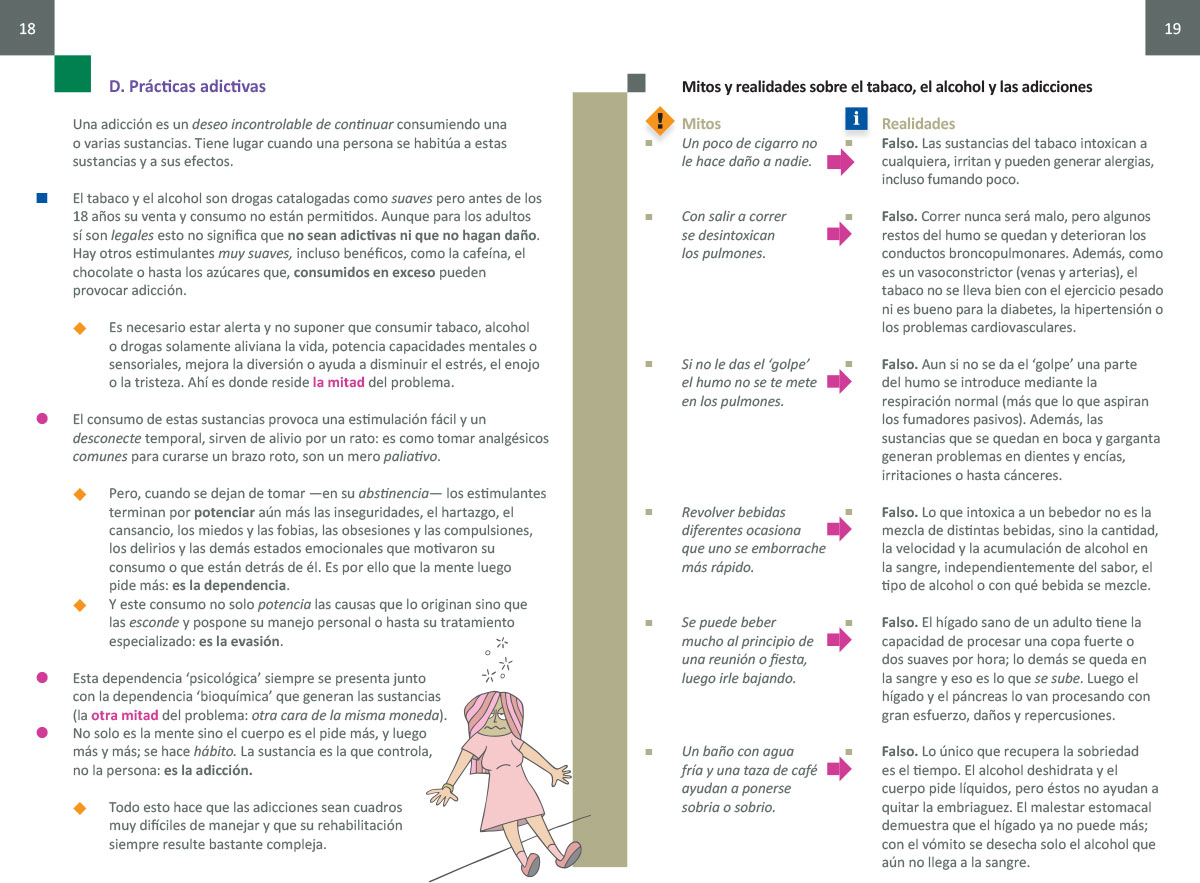 18
D. Prácticas adictivas
Una adicción es un deseo incontrolable de continuar consumiendo una
o varias sustancias. Tiene lugar cuando una persona se habitúa a estas
sustancias y a sus efectos.
El tabaco y el alcohol son drogas catalogadas como suaves pero antes de los
18 años su venta y consumo no están permitidos. Aunque para los adultos
sí son legales esto no significa que no sean adictivas ni que no hagan daño.
Hay otros estimulantes muy suaves, incluso benéficos, como la cafeína, el
chocolate o hasta los azúcares que, consumidos en exceso pueden
provocar adicción.
Es necesario estar alerta y no suponer que consumir tabaco, alcohol
o drogas solamente aliviana la vida, potencia capacidades mentales o
sensoriales, mejora la diversión o ayuda a disminuir el estrés, el enojo
o la tristeza. Ahí es donde reside la mitad del problema.
El consumo de estas sustancias provoca una estimulación fácil y un
desconecte temporal, sirven de alivio por un rato: es como tomar analgésicos
comunes para curarse un brazo roto, son un mero paliativo.
Pero, cuando se dejan de tomar —en su abstinencia— los estimulantes
terminan por potenciar aún más las inseguridades, el hartazgo, el
cansancio, los miedos y las fobias, las obsesiones y las compulsiones,
los delirios y las demás estados emocionales que motivaron su
consumo o que están detrás de él. Es por ello que la mente luego
pide más: es la dependencia.
Y este consumo no solo potencia las causas que lo originan sino que
las esconde y pospone su manejo personal o hasta su tratamiento
especializado: es la evasión.
Esta dependencia ‘psicológica’ siempre se presenta junto
con la dependencia ‘bioquímica’ que generan las sustancias
(la otra mitad del problema: otra cara de la misma moneda).
No solo es la mente sino el cuerpo es el pide más, y luego
más y más; se hace hábito. La sustancia es la que controla,
no la persona: es la adicción.
Todo esto hace que las adicciones sean cuadros
muy difíciles de manejar y que su rehabilitación
siempre resulte bastante compleja.
19
Mitos y realidades sobre el tabaco, el alcohol y las adicciones
Mitos
Realidades
Un poco de cigarro no
le hace daño a nadie.
Falso. Las sustancias del tabaco intoxican a
cualquiera, irritan y pueden generar alergias,
incluso fumando poco.
Con salir a correr
se desintoxican
los pulmones.
Falso. Correr nunca será malo, pero algunos
restos del humo se quedan y deterioran los
conductos broncopulmonares. Además, como
es un vasoconstrictor (venas y arterias), el
tabaco no se lleva bien con el ejercicio pesado
ni es bueno para la diabetes, la hipertensión o
los problemas cardiovasculares.
Si no le das el ‘golpe’
el humo no se te mete
en los pulmones.
Falso. Aun si no se da el ‘golpe’ una parte
del humo se introduce mediante la
respiración normal (más que lo que aspiran
los fumadores pasivos). Además, las
sustancias que se quedan en boca y garganta
generan problemas en dientes y encías,
irritaciones o hasta cánceres.
Revolver bebidas
diferentes ocasiona
que uno se emborrache
más rápido.
Falso. Lo que intoxica a un bebedor no es la
mezcla de distintas bebidas, sino la cantidad,
la velocidad y la acumulación de alcohol en
la sangre, independientemente del sabor, el
tipo de alcohol o con qué bebida se mezcle.
Se puede beber
mucho al principio de
una reunión o fiesta,
luego irle bajando.
Falso. El hígado sano de un adulto tiene la
capacidad de procesar una copa fuerte o
dos suaves por hora; lo demás se queda en
la sangre y eso es lo que se sube. Luego el
hígado y el páncreas lo van procesando con
gran esfuerzo, daños y repercusiones.
Un baño con agua
fría y una taza de café
ayudan a ponerse
sobria o sobrio.
Falso. Lo único que recupera la sobriedad
es el tiempo. El alcohol deshidrata y el
cuerpo pide líquidos, pero éstos no ayudan a
quitar la embriaguez. El malestar estomacal
demuestra que el hígado ya no puede más;
con el vómito se desecha solo el alcohol que
aún no llega a la sangre.